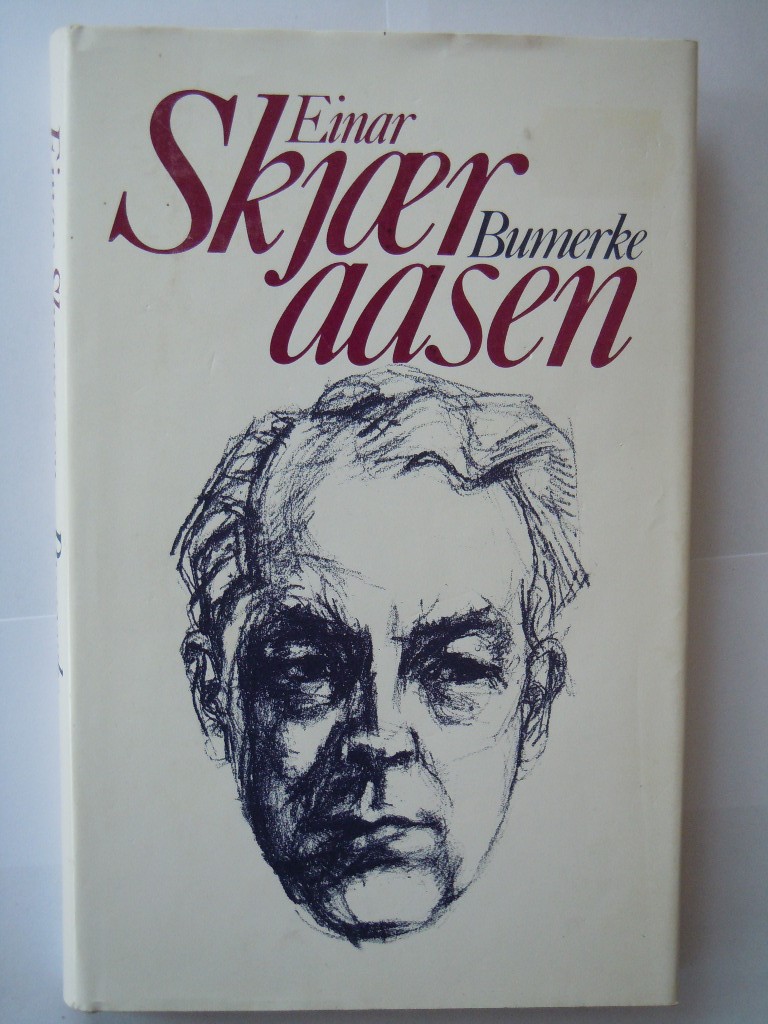 Einar
Skjær
Bumerke
aasen